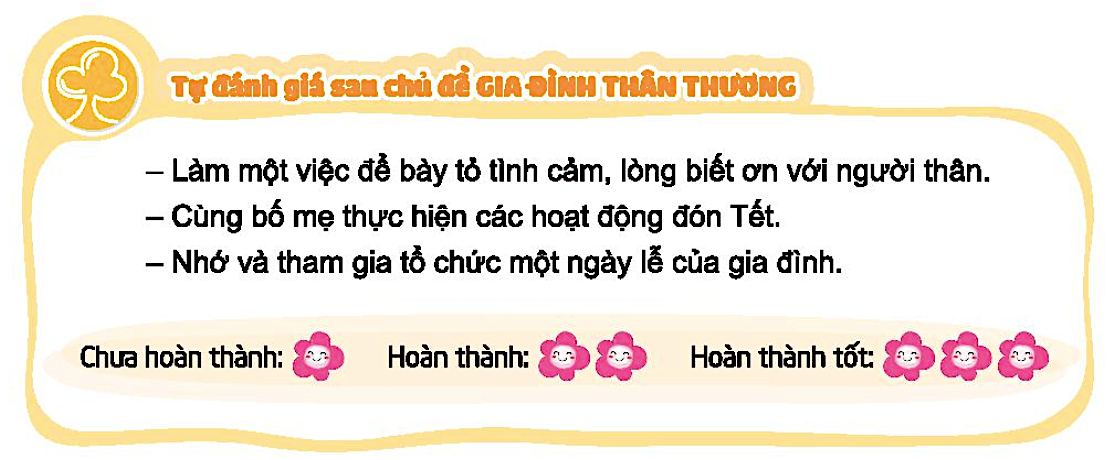 Tự đánh giá sau chủ đề GIA ĐÌNH THÂN THƯƠNG
– Làm một việc để bày tỏ tình cảm, lòng biết ơn với người thân.
– Cùng bố mẹ thực hiện các hoạt động đón Tết.
– Nhớ và tham gia tổ chức một ngày lễ của gia đình.
Chưa hoàn thành: Hoàn thành: Hoàn thành tốt: